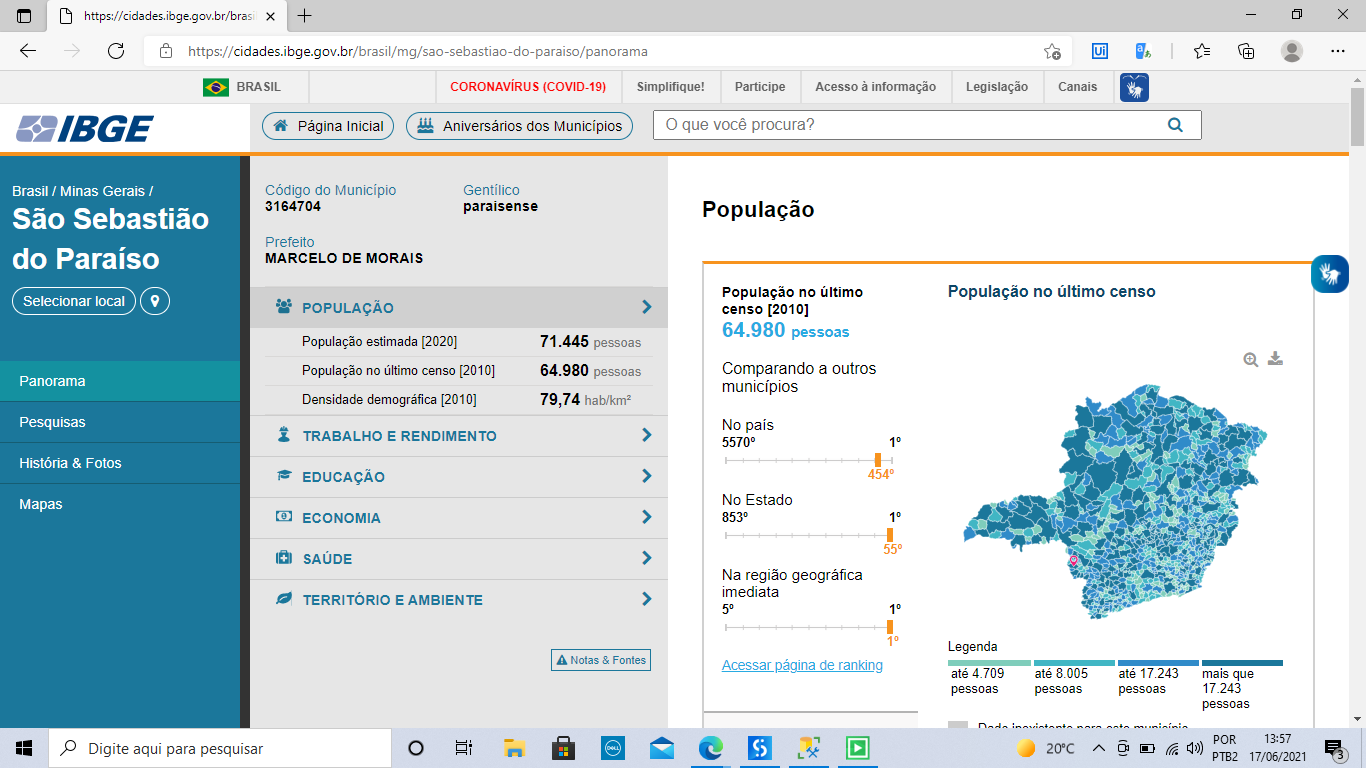 https://cidades.ibge.gov.br/brasi
https://cidades.ibge.gov.br/brasil/mg/sao-sebastiao-do-paraiso/panorama
BRASIL
CORONAVÍRUS (COVID-19)
Simplifique!
Participe
Acesso à informação
Legislação
Canais
IBGE
Página Inicial
Aniversários dos Municípios
O que você procura?
Brasil / Minas Gerais /
São Sebastião
do Paraíso
Selecionar local
Panorama
Pesquisas
História & Fotos
Mapas
Código do Município
3164704
Gentílico
paraisense
Prefeito
MARCELO DE MORAIS
POPULAÇÃO
População estimada [2020] 71.445 pessoas
População no último censo [2010] 64.980 pessoas
Densidade demográfica [2010] 79,74 hab/km²
TRABALHO E RENDIMENTO
EDUCAÇÃO
ECONOMIA
SAÚDE
TERRITÓRIO E AMBIENTE
Notas & Fontes
População
População no último
censo [2010]
64.980 pessoas
Comparando a outros
municípios
No país
5570º 1º
454º
No Estado
853º 1º
55º
Na região geográfica
imediata
5º 1º
1º
Acessar página de ranking
População no último censo
Legenda
até 4.709
pessoas
até 8.005
pessoas
até 17.243
pessoas
mais que
17.243
pessoas
Dado inexistente para este município
Digite aqui para pesquisar
20°C
POR
PTB2
13:57
17/06/2021
3